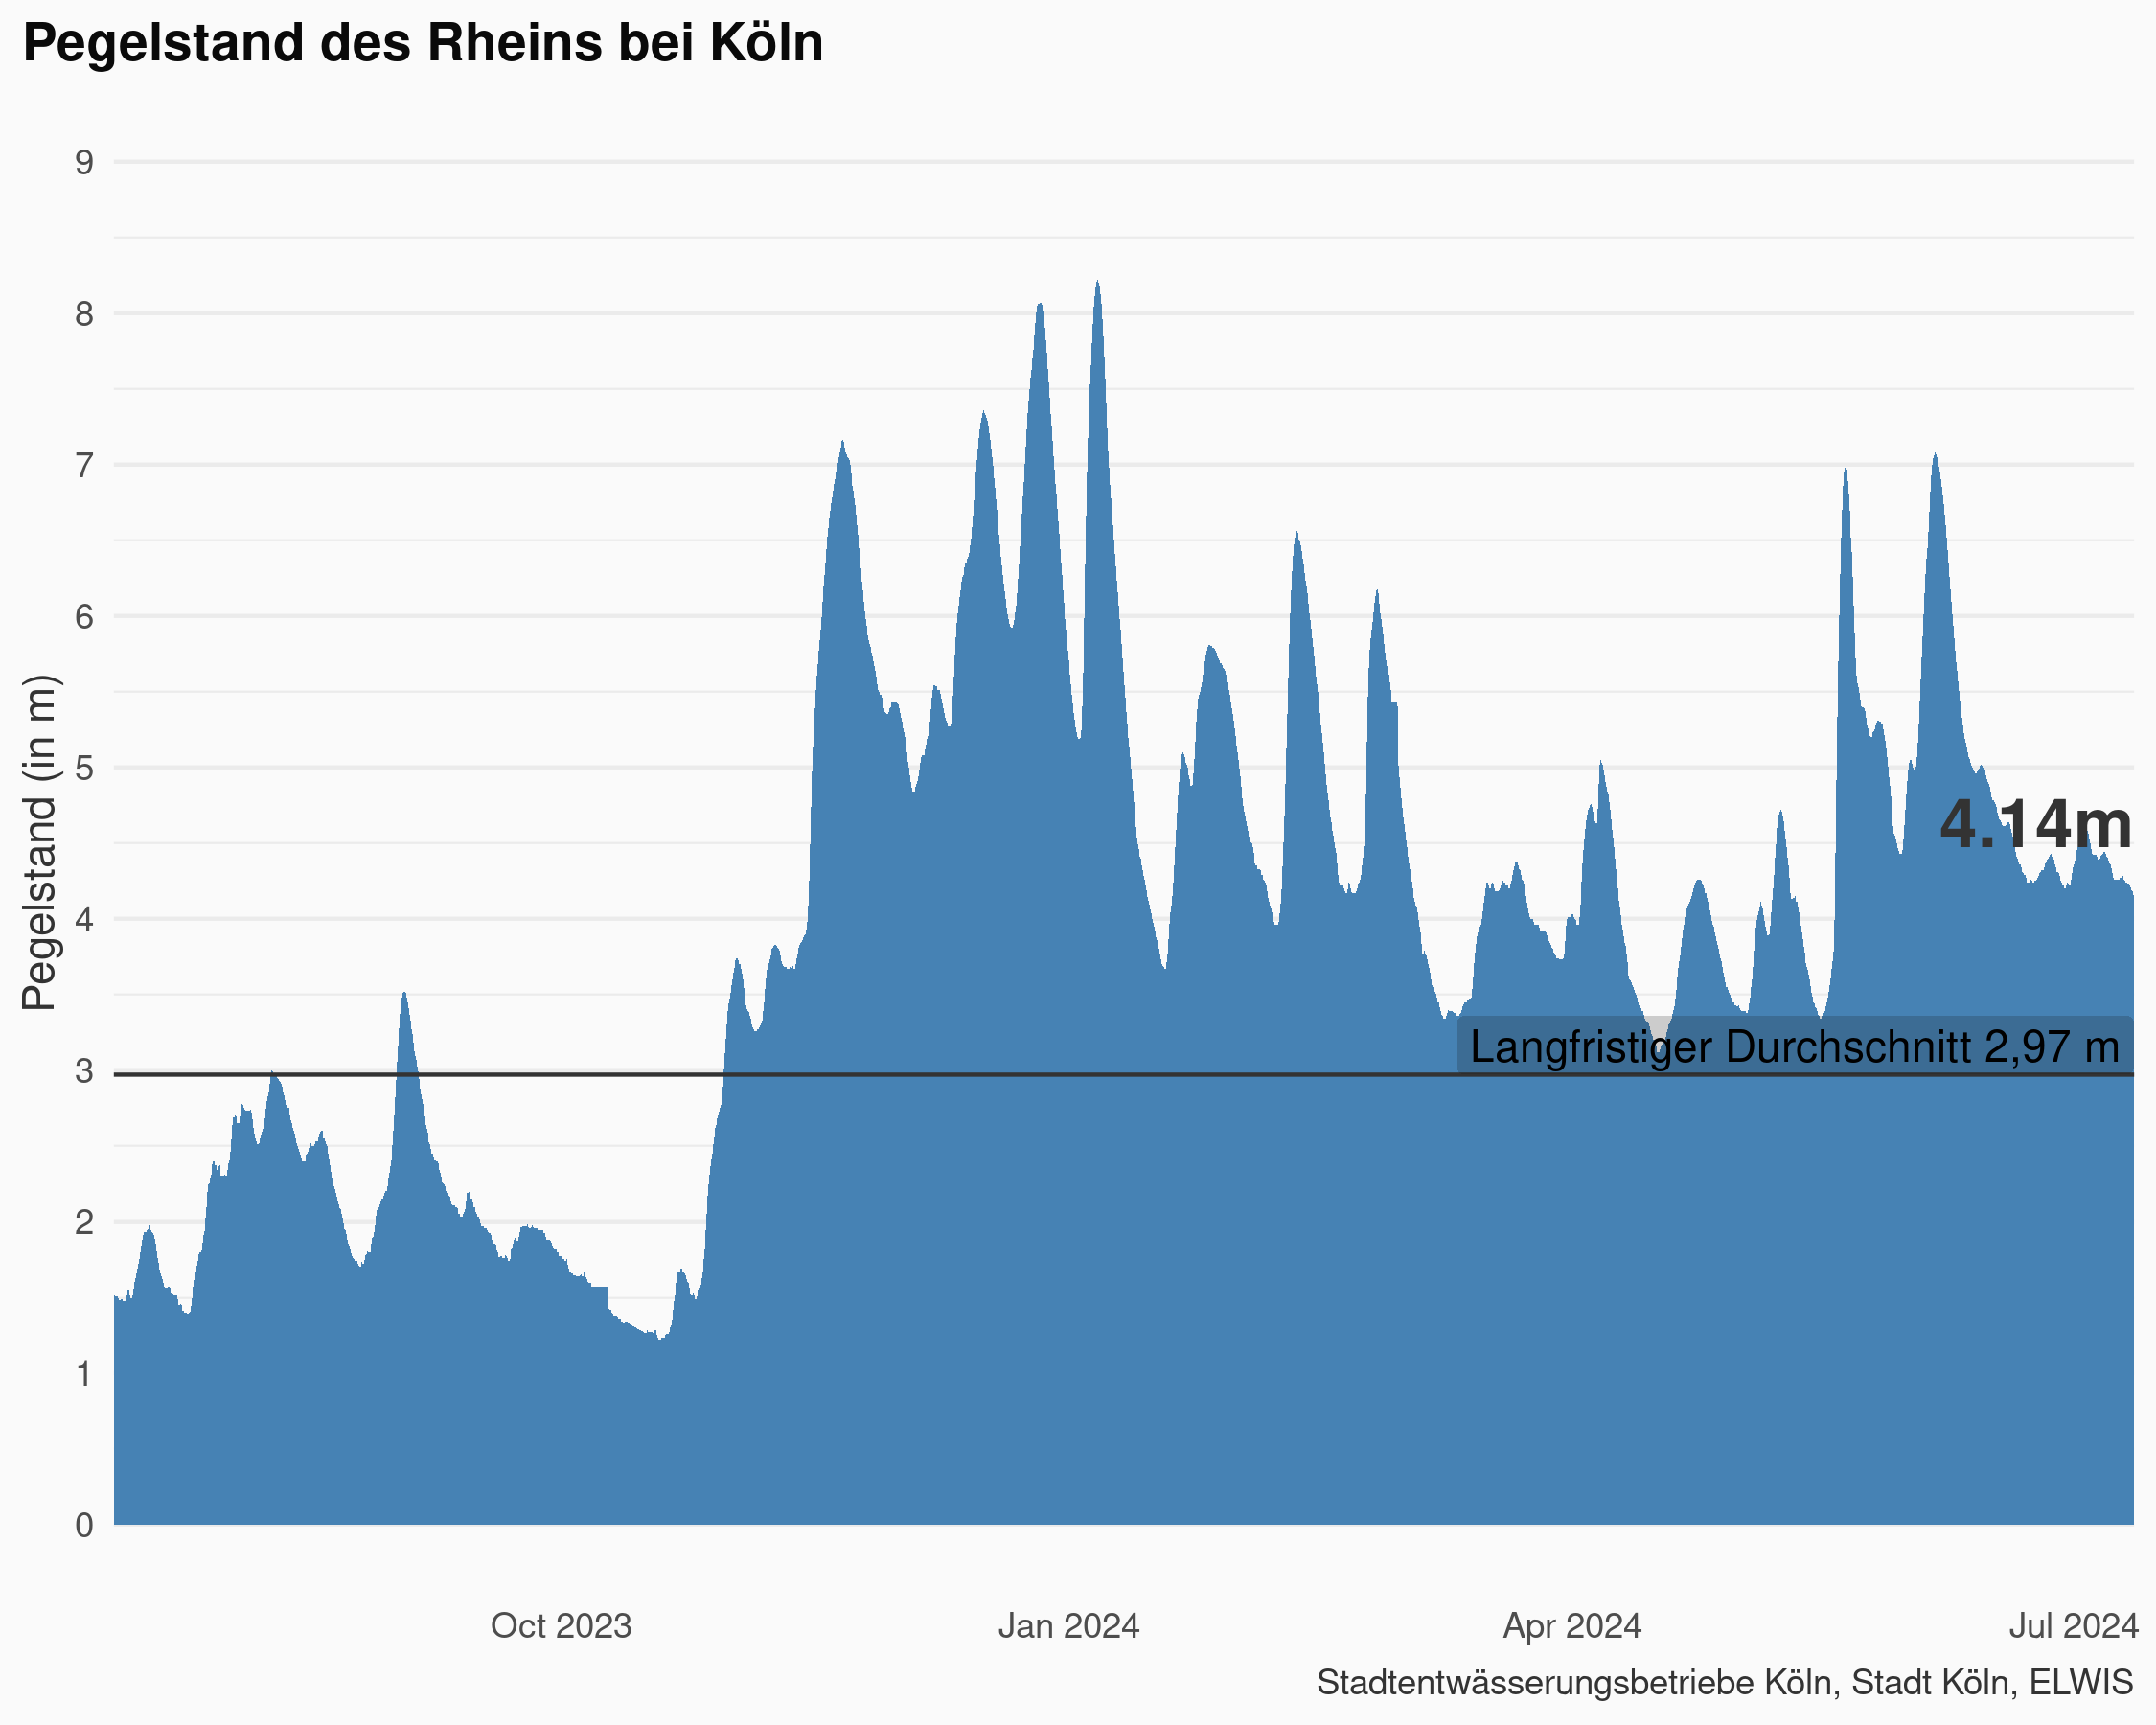 Pegelstand des Rheins bei Köln
Pegelstand (in m)
9
8
7
6
5
4
3
2
1
0
4.14m
Langfristiger Durchschnitt 2,97 m
Oct 2023
Jan 2024
Apr 2024
Jul 2024
Stadtentwässerungsbetriebe Köln, Stadt Köln, ELWIS